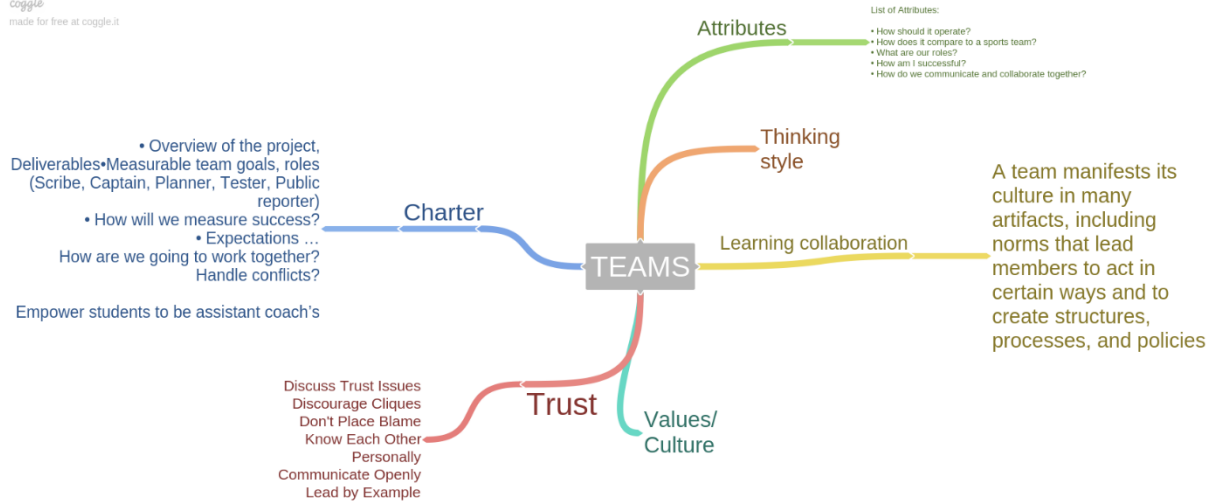 coggle
made for free at coggle.it
List of Attributes:
• How should it operate?
• How does it compare to a sports team?
• What are our roles?
• How am I successful?
• How do we communicate and collaborate together?
Attributes
Thinking
style
• Overview of the project,
Deliverables•Measurable team goals, roles
(Scribe, Captain, Planner, Tester, Public
reporter)
• How will we measure success?
• Expectations …
How are we going to work together?
Handle conflicts?
Empower students to be assistant coach’s
Charter
TEAMS
Learning collaboration
A team manifests its
culture in many
artifacts, including
norms that lead
members to act in
certain ways and to
create structures,
processes, and policies
Discuss Trust Issues
Discourage Cliques
Don't Place Blame
Know Each Other
Personally
Communicate Openly
Lead by Example
Trust
Values/
Culture